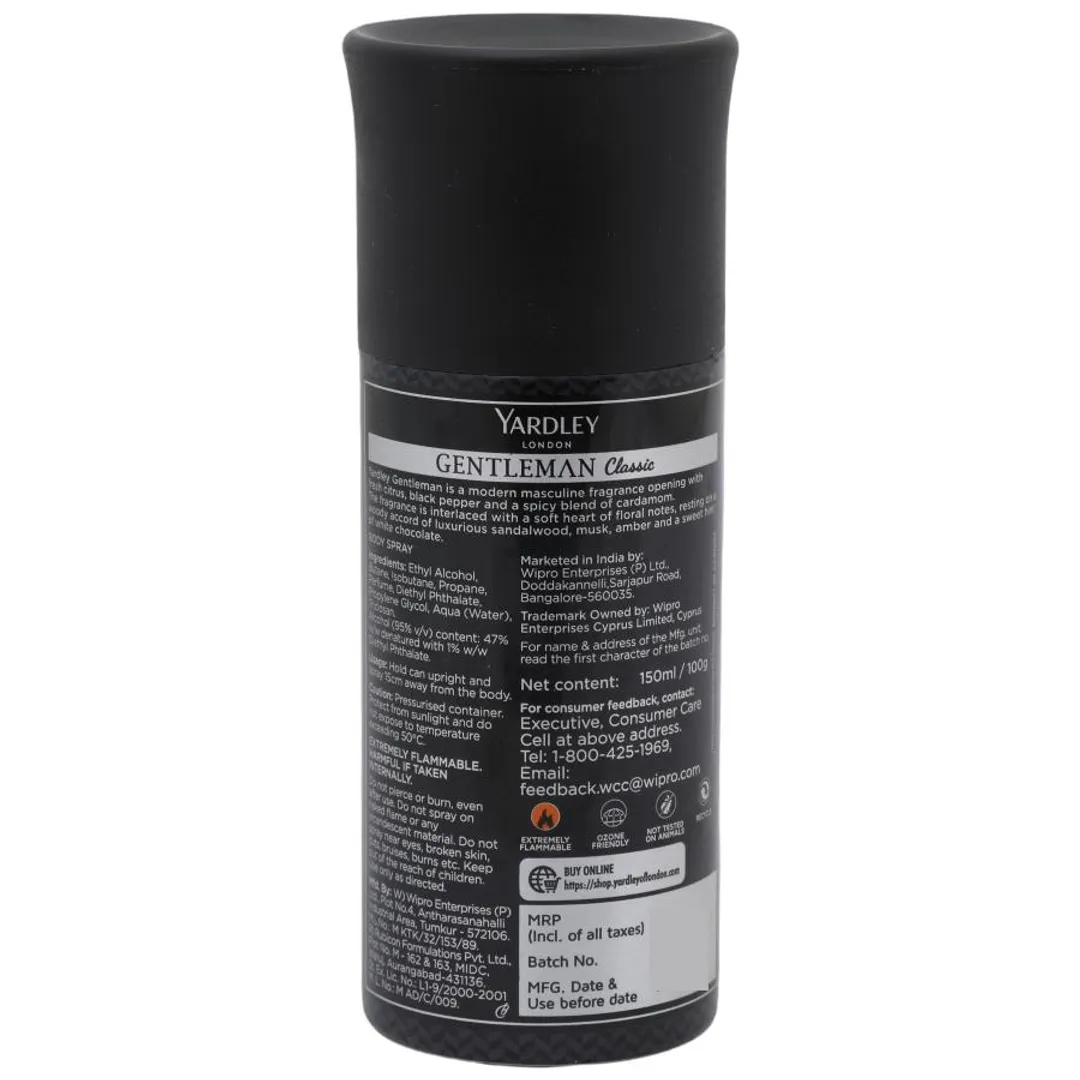 YARDLEY
LONDON
GENTLEMAN Classic
Yardley Gentleman is a modern masculine fragrance opening with
fresh citrus, black pepper and a spicy blend of cardamom.
The fragrance is interlaced with a soft heart of floral notes, resting on a
woody accord of luxurious sandalwood, musk, amber and a sweet hint
of white chocolate.
BODY SPRAY
Ingredients: Ethyl Alcohol,
Butane, Isobutane, Propane,
Perfume, Diethyl Phthalate,
Propylene Glycol, Aqua (Water),
Alcohol (95% v/v) content: 47%
denatured with 1% w/w
Diethyl Phthalate.
Usage: Hold can upright and
spray 15cm away from the body.
Caution: Pressurised container.
Protect from sunlight and do
not expose to temperature
exceeding 50°C.
EXTREMELY FLAMMABLE.
HARMFUL IF TAKEN
INTERNALLY.
Do not pierce or burn, even
after use. Do not spray on
naked flame or any
incandescent material. Do not
spray near eyes, broken skin,
cuts, bruises, burns etc. Keep
out of the reach of children.
Use only as directed.
Mfd. By: W) Wipro Enterprises (P)
Ltd., Plot No.4, Antharasanahalli
Industrial Area, Tumkur - 572106.
No.: M KTK/32/153/89.
Rubicon Formulations Pvt. Ltd.,
Plot No. M - 162 & 163, MIDC,
Aurangabad-431136.
Ex. Lic. No.: L1-9/2000-2001
L. No.: M AD/C/009.
Marketed in India by:
Wipro Enterprises (P) Ltd.,
Doddakannelli, Sarjapur Road,
Bangalore-560035.
Trademark Owned by: Wipro
Enterprises Cyprus Limited, Cyprus
For name & address of the Mfg. unit,
read the first character of the batch no.
Net content: 150ml / 100g
For consumer feedback, contact:
Executive, Consumer Care
Cell at above address.
Tel: 1-800-425-1969,
Email:
feedback.wcc@wipro.com
EXTREMELY
FLAMMABLE
OZONE
FRIENDLY
NOT TESTED
ON ANIMALS
RECYCLE
BUY ONLINE
https://shop.yardleyoflondon.com
MRP
(Incl. of all taxes)
Batch No.
MFG. Date &
Use before date